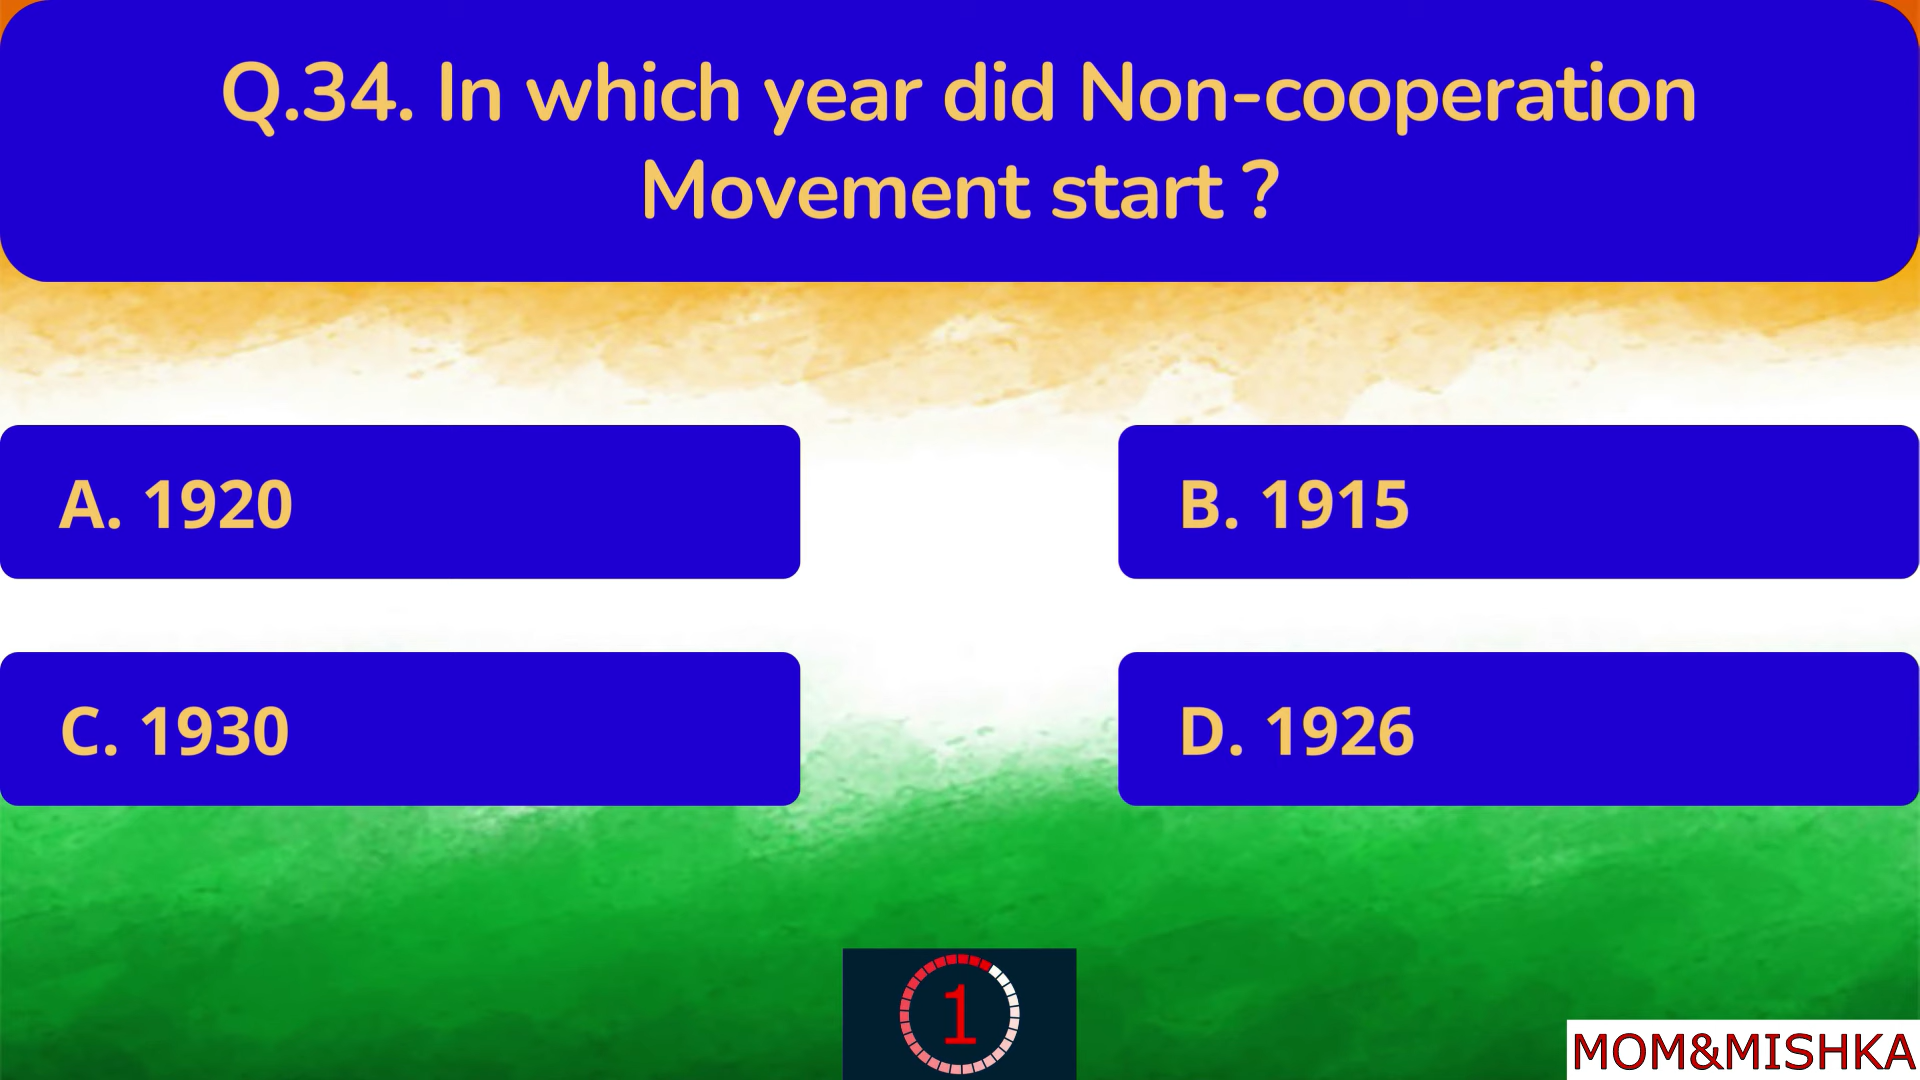 Q.34. In which year did Non-cooperation
Movement start ?
A. 1920
B. 1915
C. 1930
D. 1926
1
MOM&MISHKA